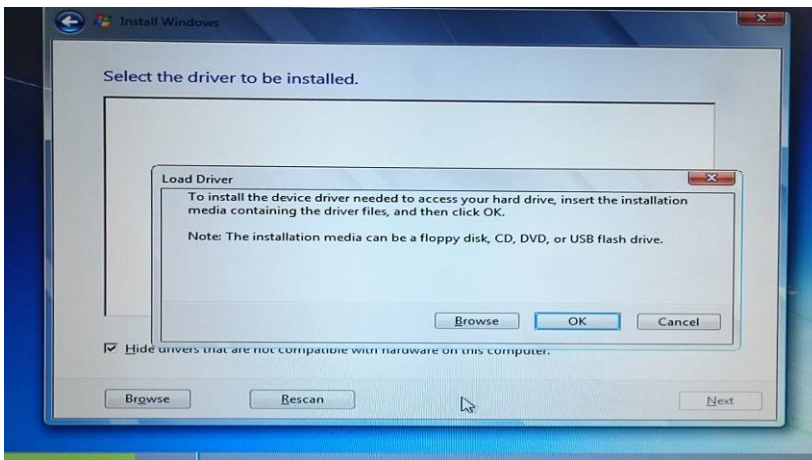 Install Windows
Select the driver to be installed.
Load Driver
To install the device driver needed to access your hard drive, insert the installation
media containing the driver files, and then click OK.
Note: The installation media can be a floppy disk, CD, DVD, or USB flash drive.
Browse OK Cancel
Hide drivers that are not compatible with hardware on this computer.
Browse Rescan Next